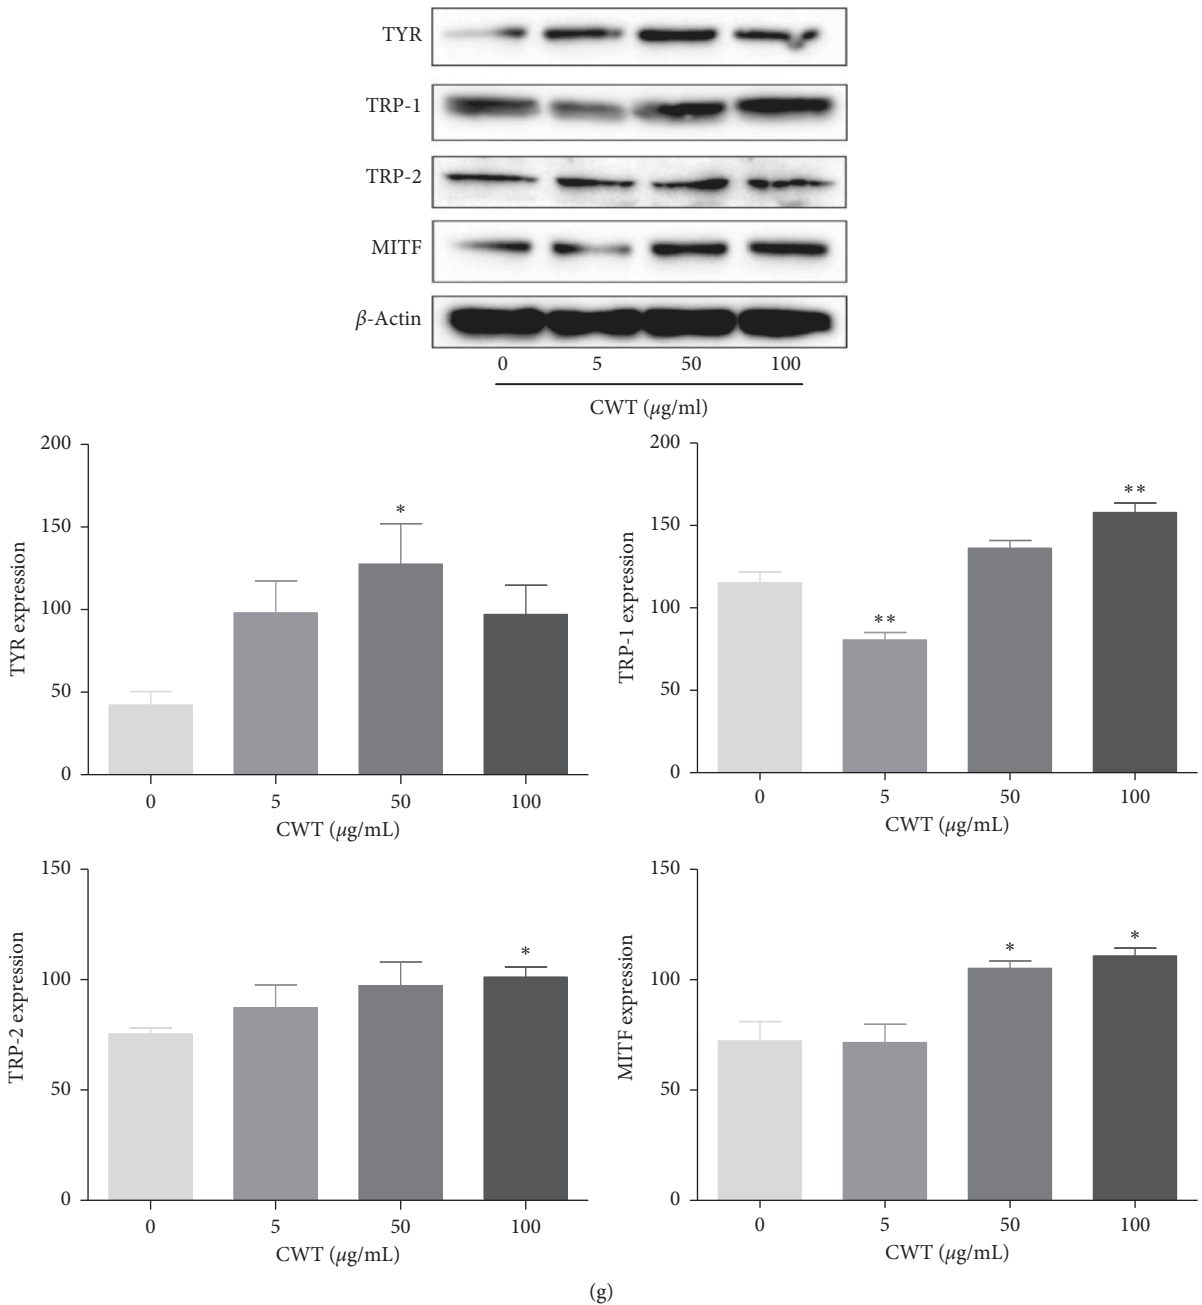 TYR
TRP-1
TRP-2
MITF
β-Actin
0 5 50 100
CWT (μg/ml)
200
150
100
50
0
TYR expression
*
0 5 50 100
CWT (μg/mL)
200
150
100
50
0
TRP-1 expression
**
**
0 5 50 100
CWT (μg/mL)
150
100
50
0
TRP-2 expression
*
0 5 50 100
CWT (μg/mL)
150
100
50
0
MITF expression
*
*
0 5 50 100
CWT (μg/mL)
(g)